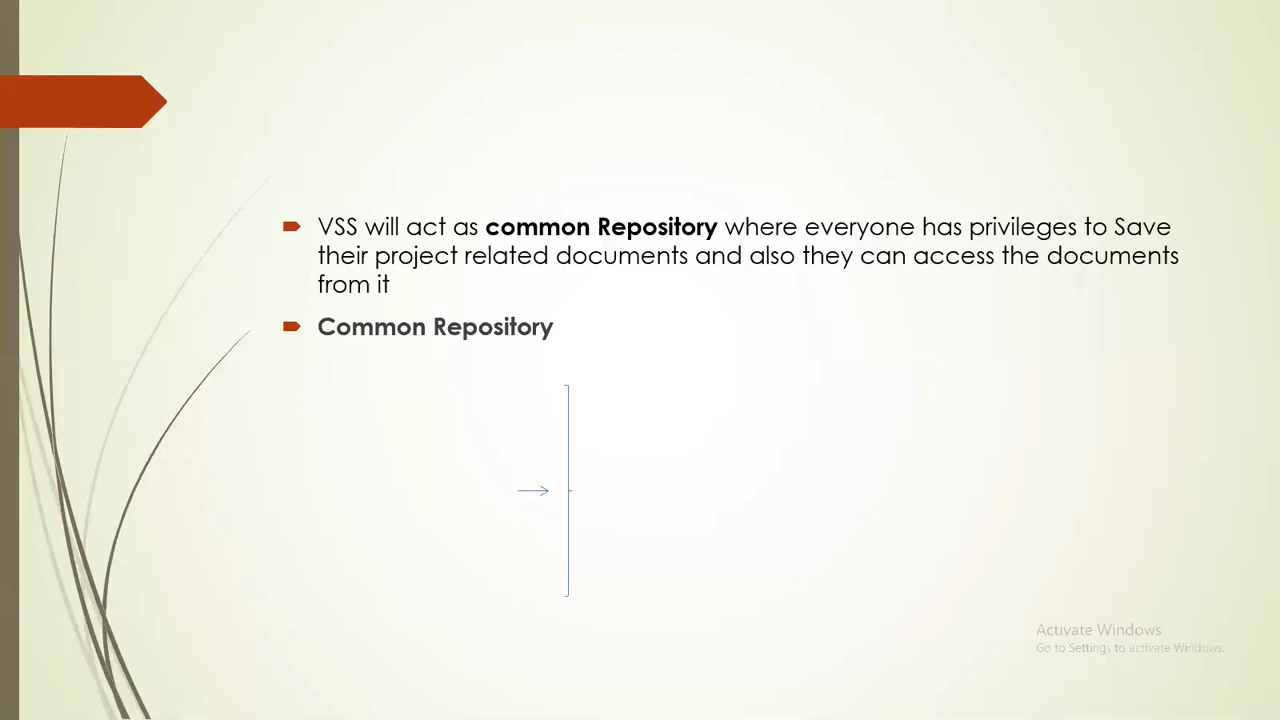 VSS will act as common Repository where everyone has privileges to Save
their project related documents and also they can access the documents
from it
Common Repository
Activate Windows
Go to Settings to activate Windows.